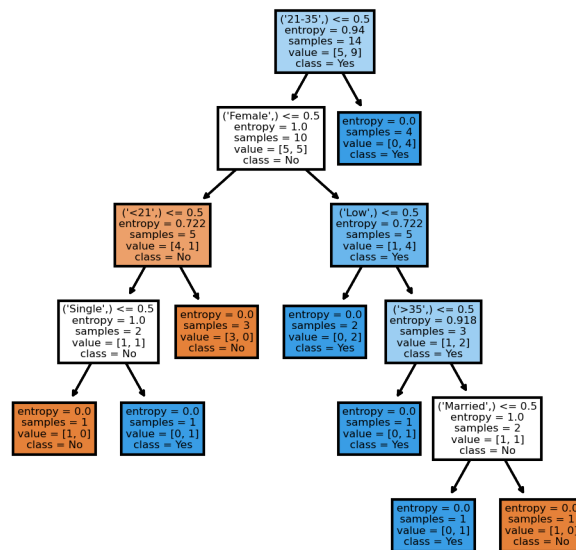 ('21-35',) <= 0.5
entropy = 0.94
samples = 14
value = [5, 9]
class = Yes
('Female',) <= 0.5
entropy = 1.0
samples = 10
value = [5, 5]
class = No
entropy = 0.0
samples = 4
value = [0, 4]
class = Yes
('<21',) <= 0.5
entropy = 0.722
samples = 5
value = [4, 1]
class = No
('Low',) <= 0.5
entropy = 0.722
samples = 5
value = [1, 4]
class = Yes
('Single',) <= 0.5
entropy = 1.0
samples = 2
value = [1, 1]
class = No
entropy = 0.0
samples = 3
value = [3, 0]
class = No
entropy = 0.0
samples = 2
value = [0, 2]
class = Yes
('>35',) <= 0.5
entropy = 0.918
samples = 3
value = [1, 2]
class = Yes
entropy = 0.0
samples = 1
value = [1, 0]
class = No
entropy = 0.0
samples = 1
value = [0, 1]
class = Yes
entropy = 0.0
samples = 1
value = [0, 1]
class = Yes
('Married',) <= 0.5
entropy = 1.0
samples = 2
value = [1, 1]
class = No
entropy = 0.0
samples = 1
value = [0, 1]
class = Yes
entropy = 0.0
samples = 1
value = [1, 0]
class = No